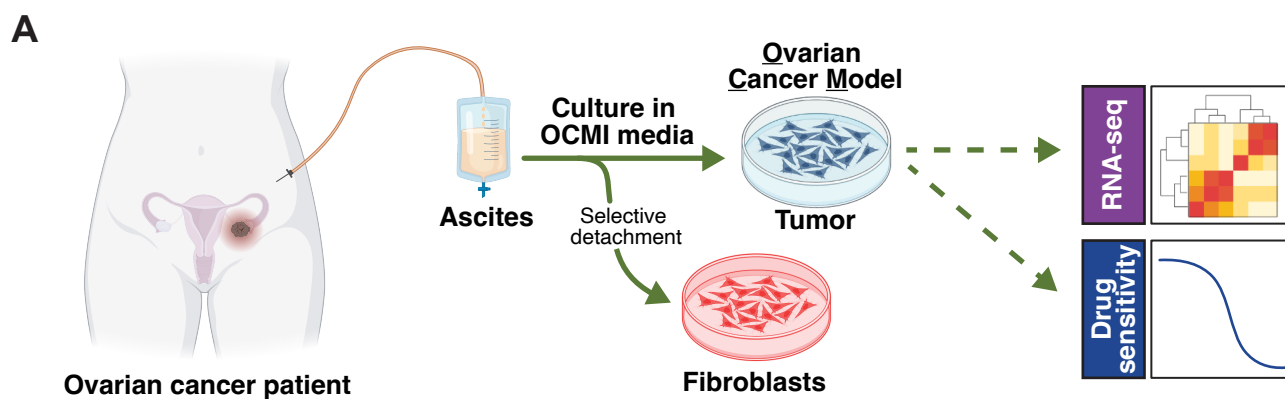 A
Ovarian
Cancer Model
Culture in
OCMI media
RNA-seq
Ascites
Selective
detachment
Tumor
Drug
sensitivity
Fibroblasts
Ovarian cancer patient